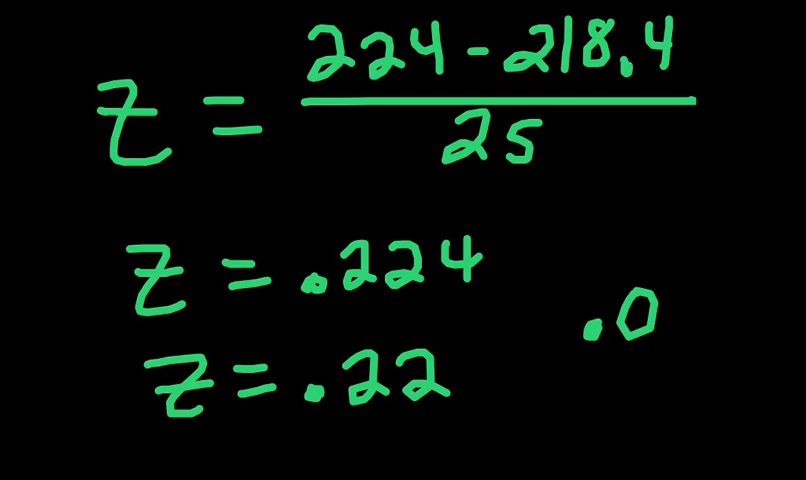 z = 224 - 218.4
25
z = .224
.0
z = .22